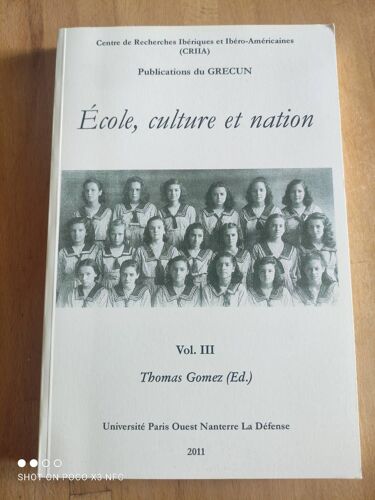 Centre de Recherches Ibériques et Ibéro-Américaines
(CRIIA)
Publications du GRECUN
École, culture et nation
Vol. III
Thomas Gomez (Ed.)
Université Paris Ouest Nanterre La Défense
2011
SHOT ON POCO X3 NFC